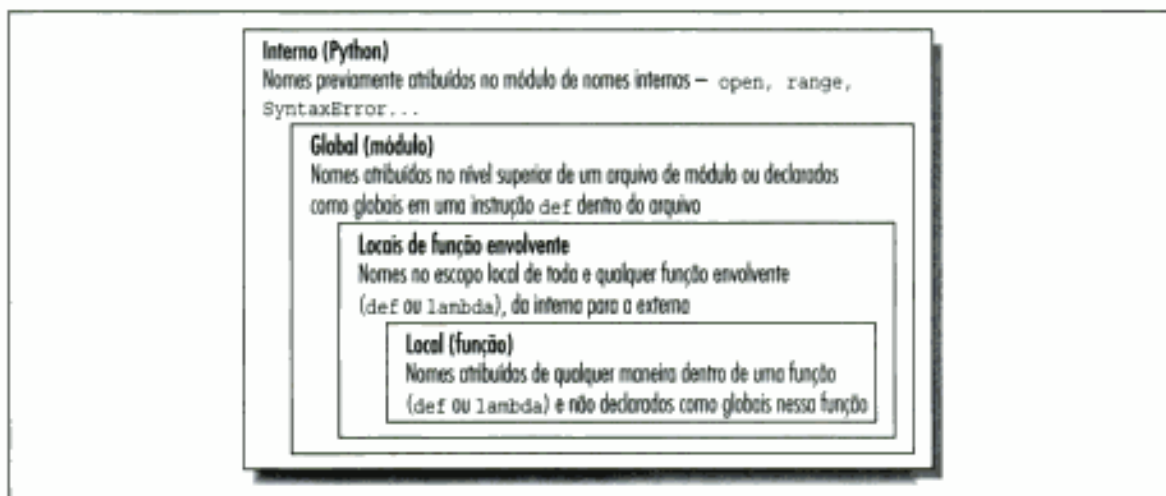 Interno (Python)
Nomes previamente atribuídos no módulo de nomes internos – open, range,
SyntaxError...
Global (módulo)
Nomes atribuídos no nível superior de um arquivo de módulo ou declarados
como globais em uma instrução def dentro do arquivo
Locais de função envolvente
Nomes no escopo local de toda e qualquer função envolvente
(def ou lambda), da interna para a externa
Local (função)
Nomes atribuídos de qualquer maneira dentro de uma função
(def ou lambda) e não declarados como globais nessa função